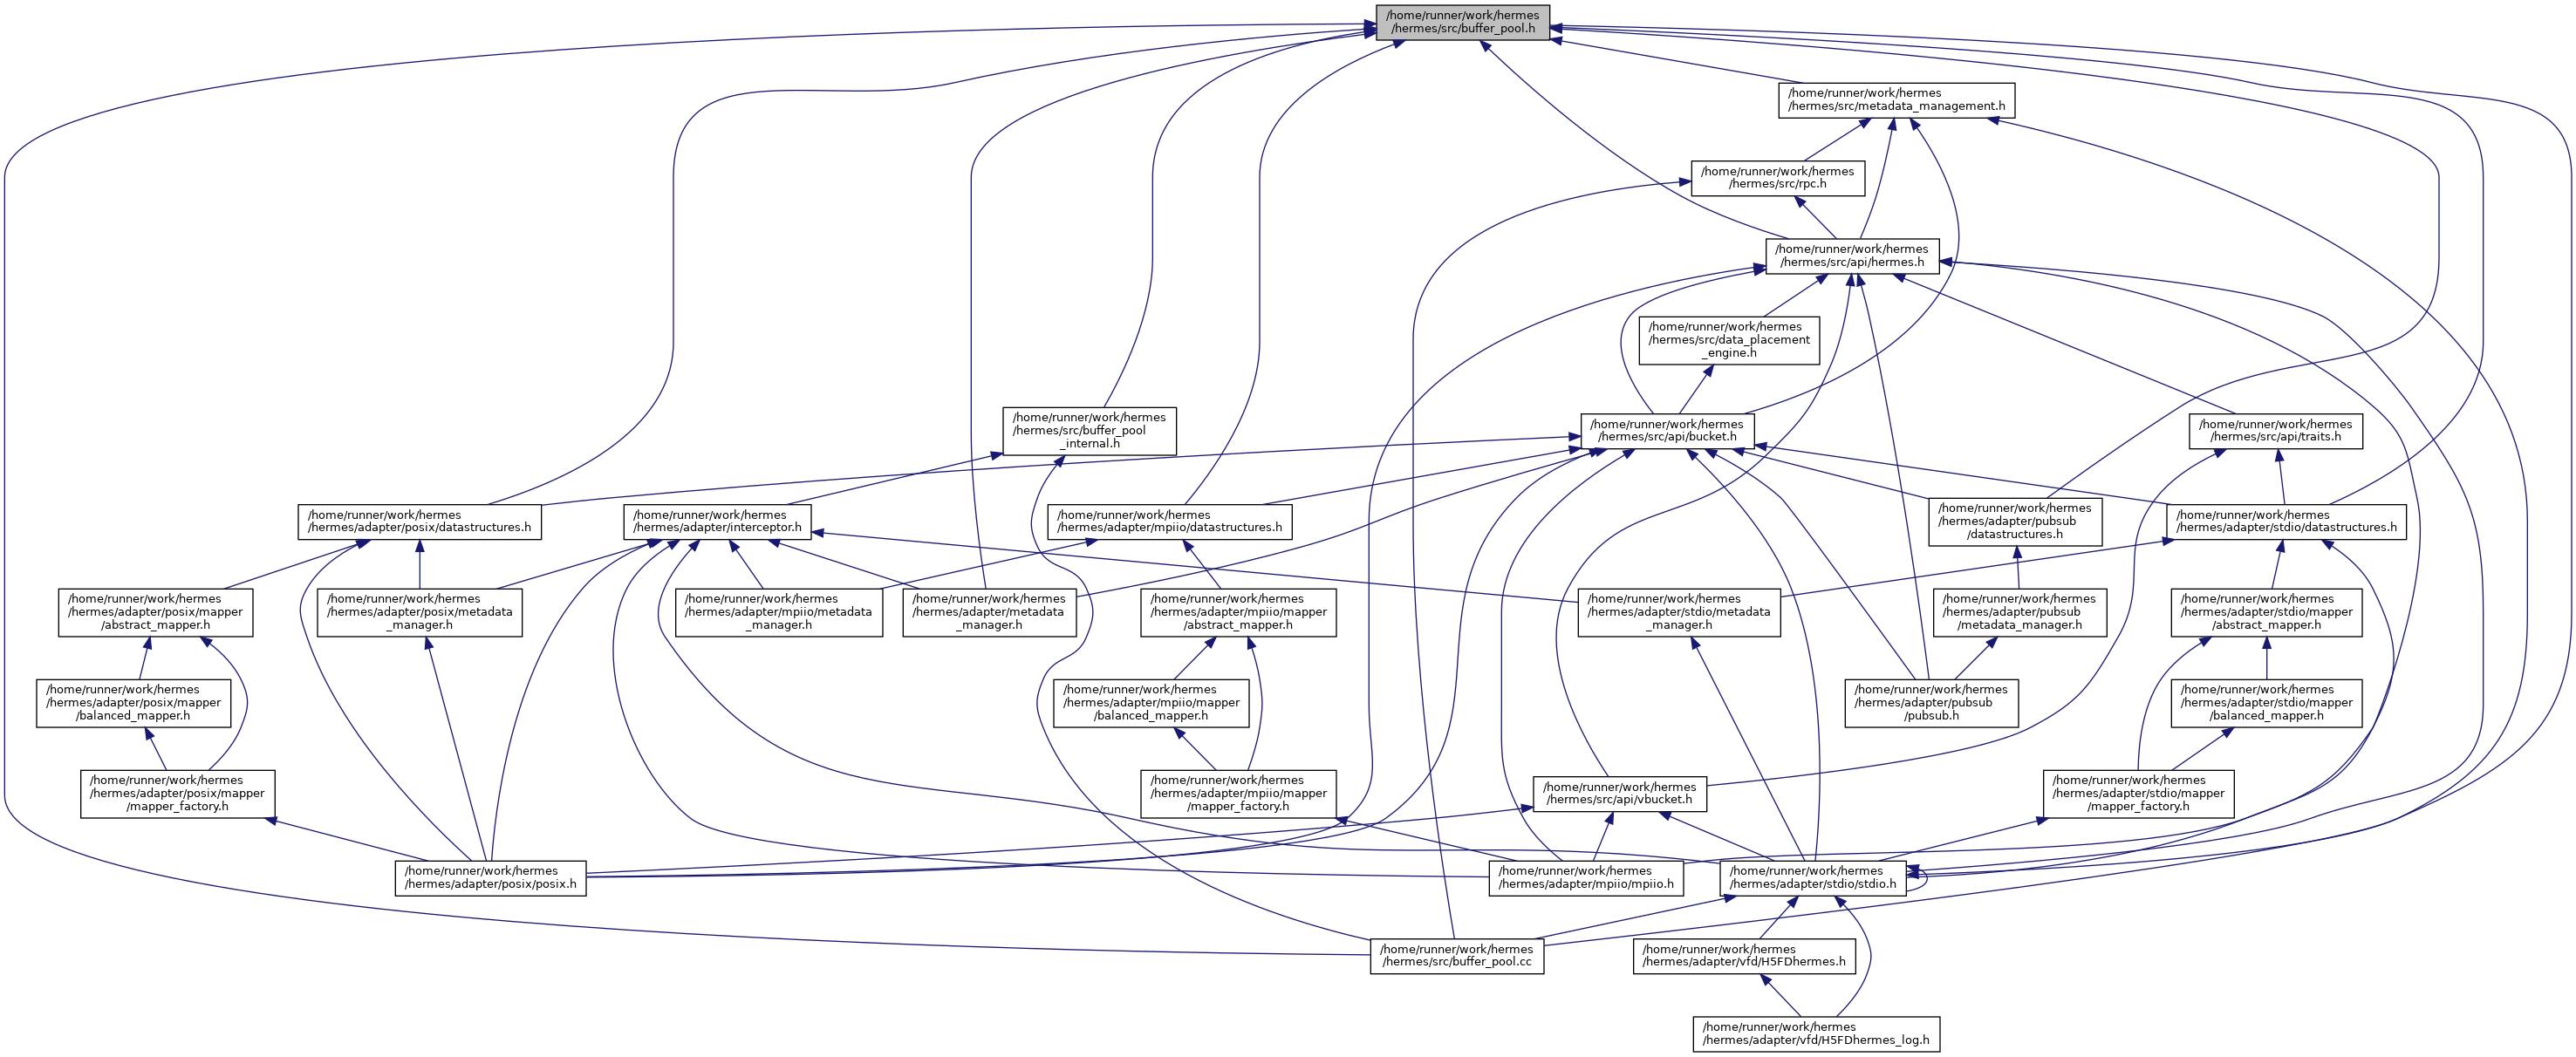 /home/runner/work/hermes
/hermes/src/buffer_pool.h
/home/runner/work/hermes
/hermes/src/metadata_management.h
/home/runner/work/hermes
/hermes/src/rpc.h
/home/runner/work/hermes
/hermes/src/api/hermes.h
/home/runner/work/hermes
/hermes/src/data_placement
_engine.h
/home/runner/work/hermes
/hermes/src/buffer_pool
_internal.h
/home/runner/work/hermes
/hermes/src/api/bucket.h
/home/runner/work/hermes
/hermes/src/api/traits.h
/home/runner/work/hermes
/hermes/adapter/posix/datastructures.h
/home/runner/work/hermes
/hermes/adapter/interceptor.h
/home/runner/work/hermes
/hermes/adapter/mpiio/datastructures.h
/home/runner/work/hermes
/hermes/adapter/pubsub
/datastructures.h
/home/runner/work/hermes
/hermes/adapter/stdio/datastructures.h
/home/runner/work/hermes
/hermes/adapter/posix/mapper
/abstract_mapper.h
/home/runner/work/hermes
/hermes/adapter/posix/metadata
_manager.h
/home/runner/work/hermes
/hermes/adapter/mpiio/metadata
_manager.h
/home/runner/work/hermes
/hermes/adapter/metadata
_manager.h
/home/runner/work/hermes
/hermes/adapter/mpiio/mapper
/abstract_mapper.h
/home/runner/work/hermes
/hermes/adapter/stdio/metadata
_manager.h
/home/runner/work/hermes
/hermes/adapter/pubsub
/metadata_manager.h
/home/runner/work/hermes
/hermes/adapter/stdio/mapper
/abstract_mapper.h
/home/runner/work/hermes
/hermes/adapter/posix/mapper
/balanced_mapper.h
/home/runner/work/hermes
/hermes/adapter/mpiio/mapper
/balanced_mapper.h
/home/runner/work/hermes
/hermes/adapter/pubsub
/pubsub.h
/home/runner/work/hermes
/hermes/adapter/stdio/mapper
/balanced_mapper.h
/home/runner/work/hermes
/hermes/adapter/posix/mapper
/mapper_factory.h
/home/runner/work/hermes
/hermes/adapter/mpiio/mapper
/mapper_factory.h
/home/runner/work/hermes
/hermes/src/api/vbucket.h
/home/runner/work/hermes
/hermes/adapter/stdio/mapper
/mapper_factory.h
/home/runner/work/hermes
/hermes/adapter/posix/posix.h
/home/runner/work/hermes
/hermes/adapter/mpiio/mpiio.h
/home/runner/work/hermes
/hermes/adapter/stdio/stdio.h
/home/runner/work/hermes
/hermes/src/buffer_pool.cc
/home/runner/work/hermes
/hermes/adapter/vfd/H5FDhermes.h
/home/runner/work/hermes
/hermes/adapter/vfd/H5FDhermes_log.h